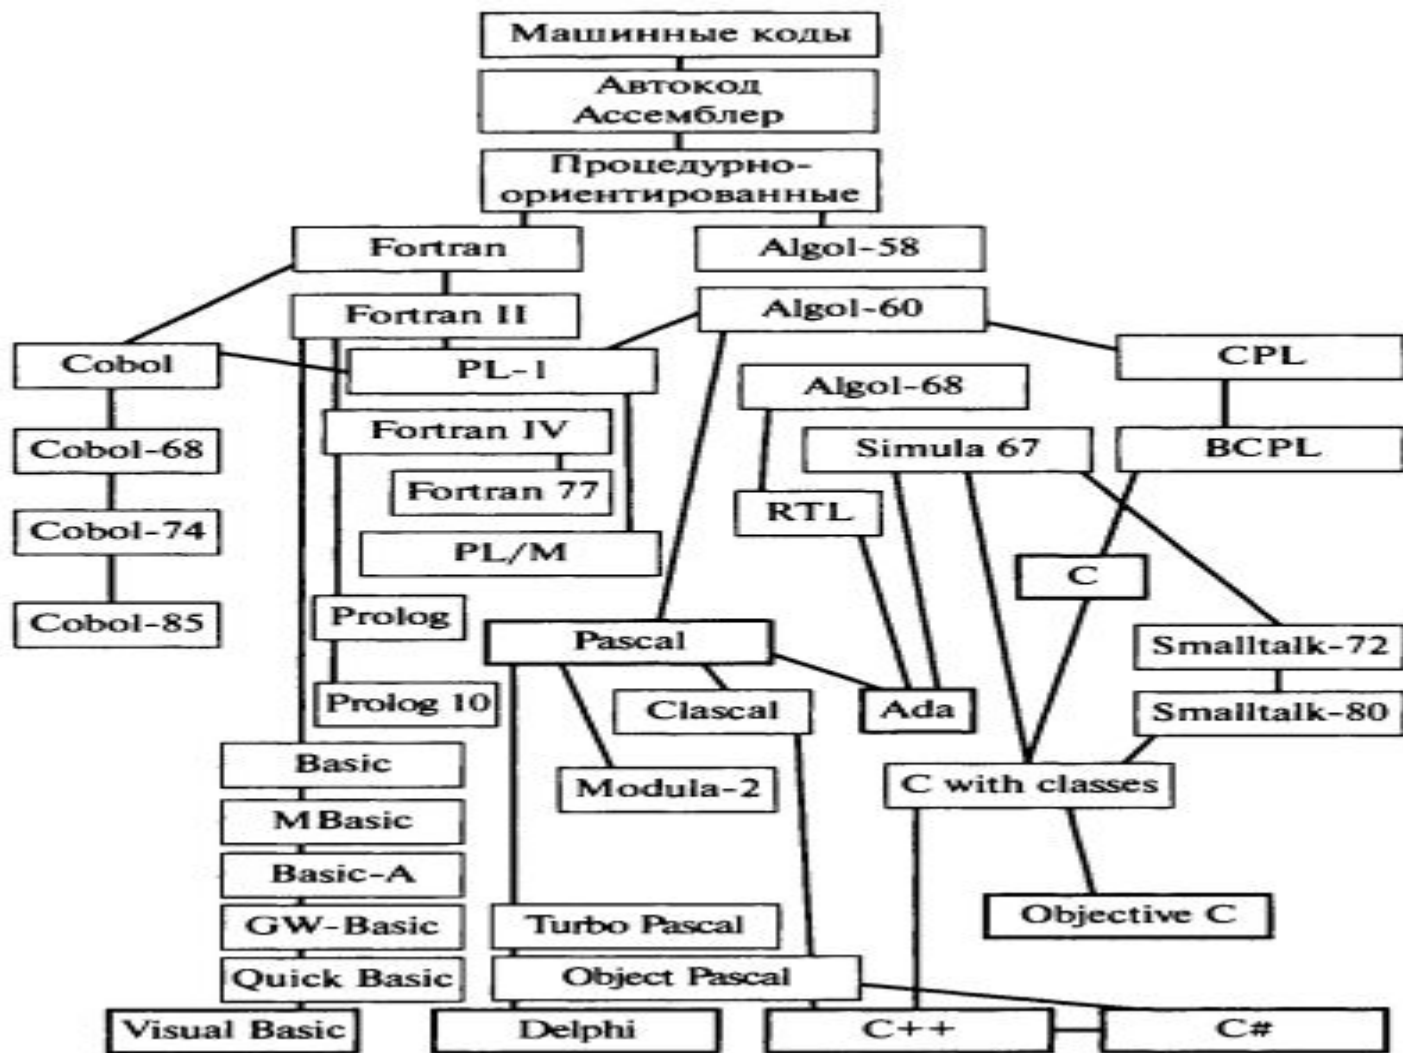 Машинные коды
Автокод
Ассемблер
Процедурно-
ориентированные
Fortran
Algol-58
Fortran II
Algol-60
Cobol
PL-1
CPL
Algol-68
Fortran IV
Cobol-68
Simula 67
BCPL
Fortran 77
RTL
Cobol-74
PL/M
C
Cobol-85
Prolog
Pascal
Smalltalk-72
Prolog 10
Clascal
Ada
Smalltalk-80
Basic
Modula-2
C with classes
MBasic
Basic-A
GW-Basic
Turbo Pascal
Objective C
Quick Basic
Object Pascal
Visual Basic
Delphi
C++
C#